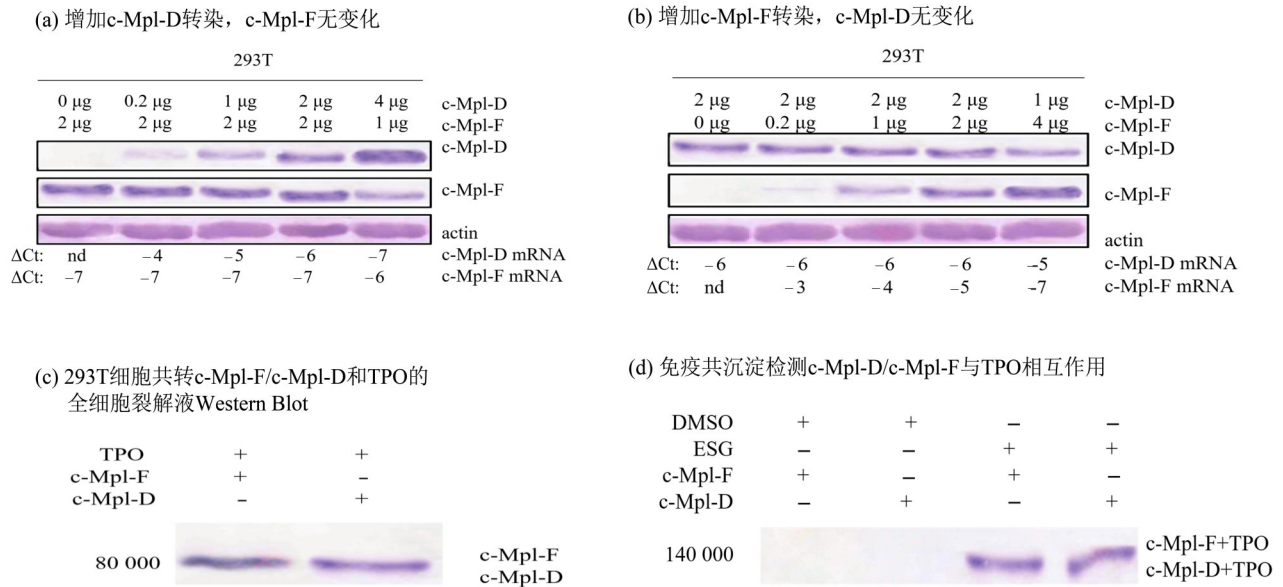 (a) 增加c-Mpl-D转染，c-Mpl-F无变化
293T
0 μg 0.2 μg 1 μg 2 μg 4 μg c-Mpl-D
2 μg 2 μg 2 μg 2 μg 1 μg c-Mpl-F
c-Mpl-D
c-Mpl-F
actin
ΔCt: nd –4 –5 –6 –7 c-Mpl-D mRNA
ΔCt: –7 –7 –7 –7 –6 c-Mpl-F mRNA
(b) 增加c-Mpl-F转染，c-Mpl-D无变化
293T
2 μg 2 μg 2 μg 2 μg 1 μg c-Mpl-D
0 μg 0.2 μg 1 μg 2 μg 4 μg c-Mpl-F
c-Mpl-D
c-Mpl-F
actin
ΔCt: –6 –6 –6 –6 –5 c-Mpl-D mRNA
ΔCt: nd –3 –4 –5 –7 c-Mpl-F mRNA
(c) 293T细胞共转c-Mpl-F/c-Mpl-D和TPO的
全细胞裂解液Western Blot
TPO + +
c-Mpl-F + –
c-Mpl-D – +
80 000 c-Mpl-F
c-Mpl-D
(d) 免疫共沉淀检测c-Mpl-D/c-Mpl-F与TPO相互作用
DMSO + + – –
ESG – – + +
c-Mpl-F + – + –
c-Mpl-D – + – +
140 000 c-Mpl-F+TPO
c-Mpl-D+TPO